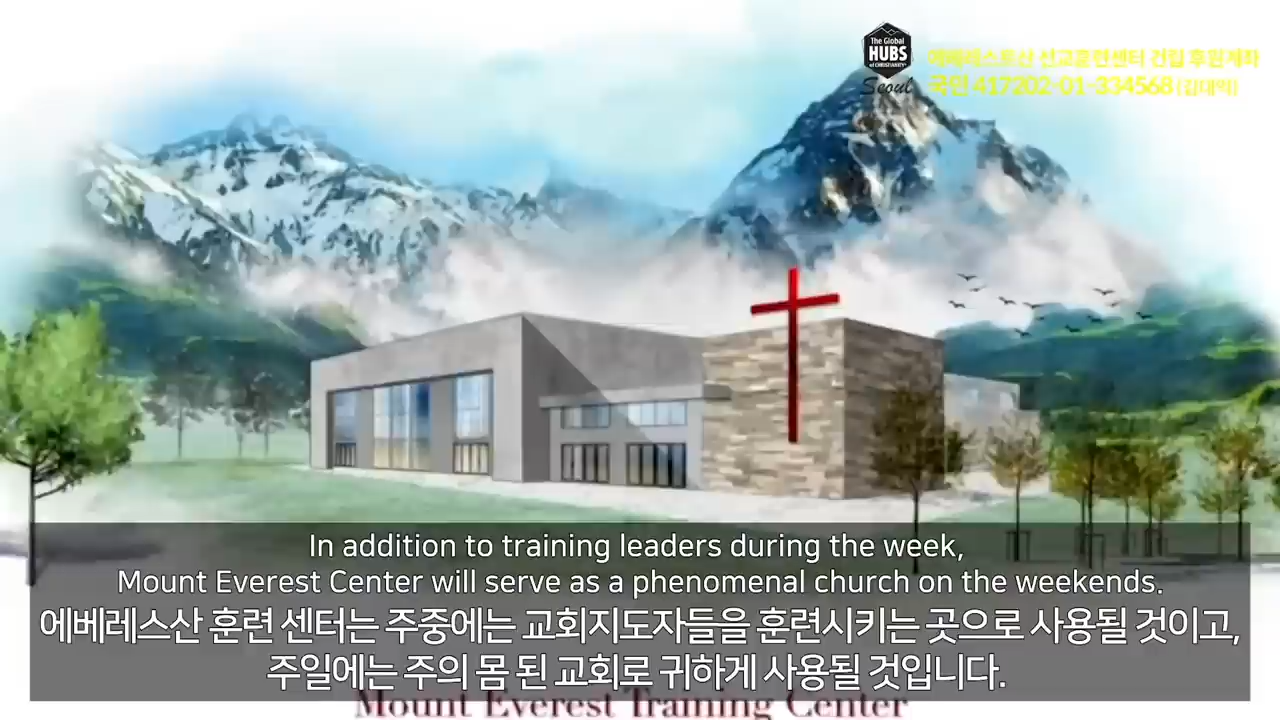 The Global
HUBS
of CHRISTIANITY
Seoul
에베레스트산 선교훈련센터 건립 후원계좌
국민 417202-01-334568 (김대억)
In addition to training leaders during the week,
Mount Everest Center will serve as a phenomenal church on the weekends.
에베레스산 훈련 센터는 주중에는 교회지도자들을 훈련시키는 곳으로 사용될 것이고,
주일에는 주의 몸 된 교회로 귀하게 사용될 것입니다.
Mount Everest Training Center